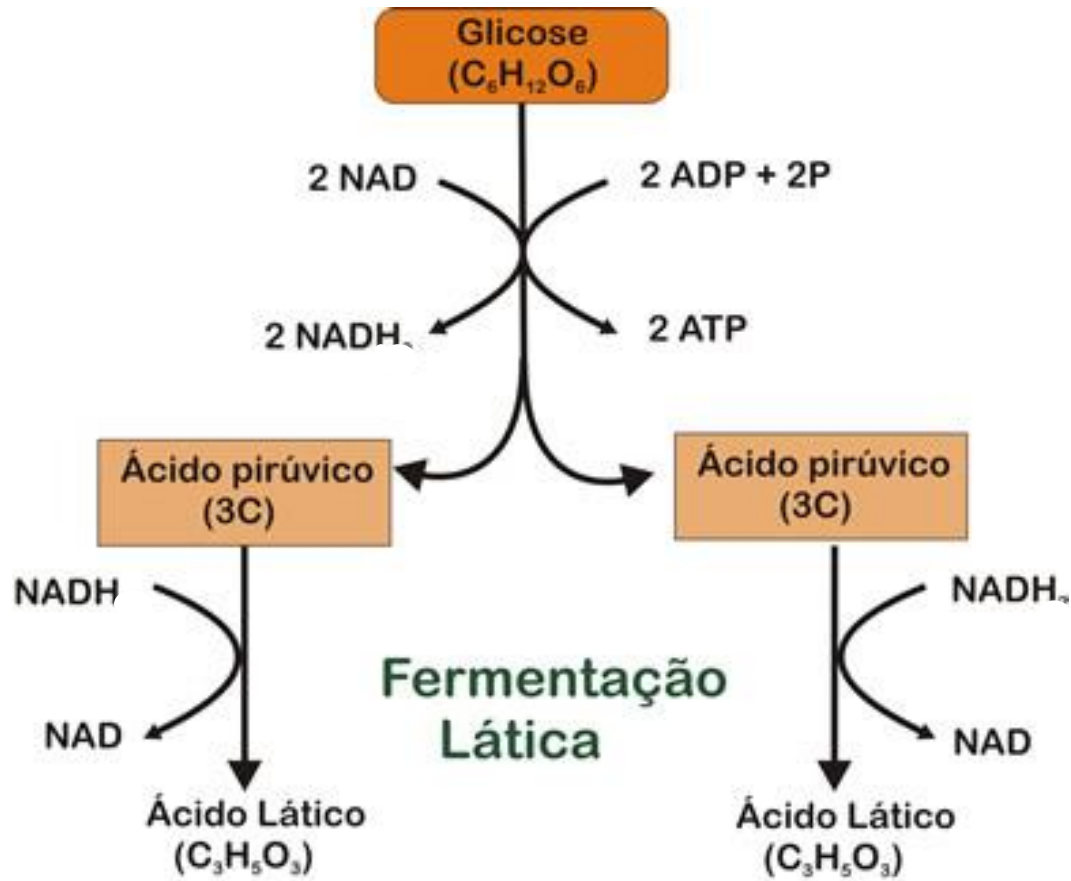 Glicose
(C₆H₁₂O₆)
2 NAD
2 ADP + 2P
2 NADH
2 ATP
Ácido pirúvico
(3C)
Ácido pirúvico
(3C)
NADH
NADH
Fermentação
Lática
NAD
NAD
Ácido Lático
(C₃H₅O₃)
Ácido Lático
(C₃H₅O₃)